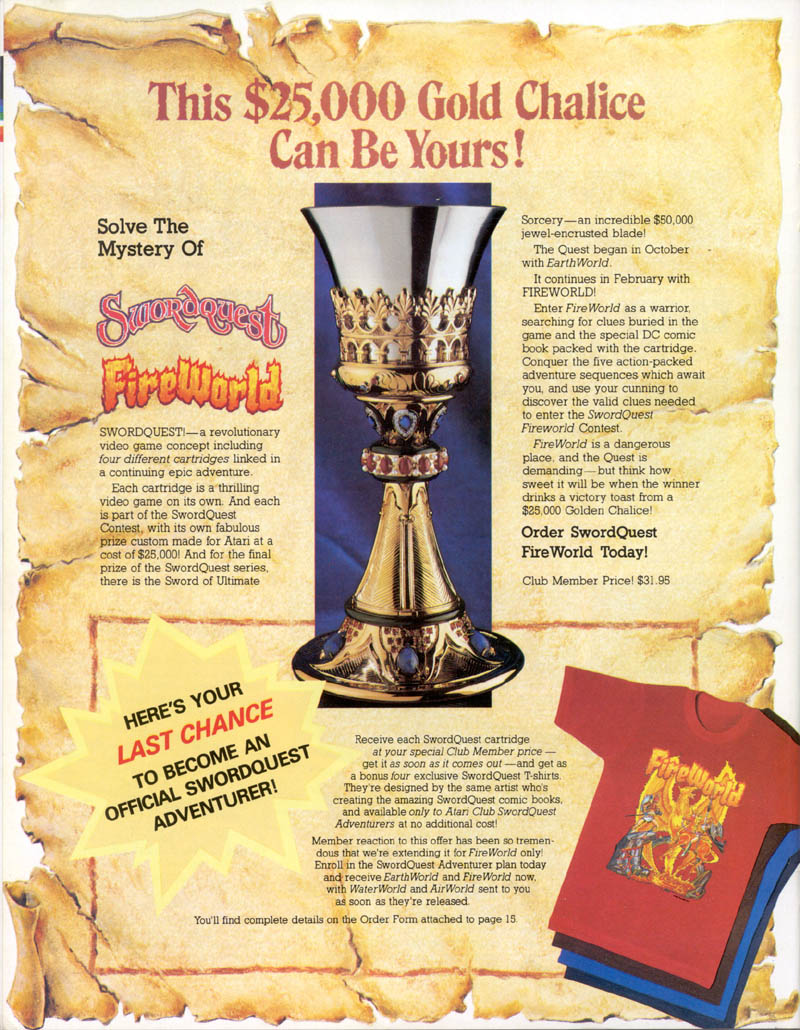 This $25,000 Gold Chalice
Can Be Yours!
Solve The
Mystery Of
SwordQuest
FireWorld
SWORDQUEST!—a revolutionary
video game concept including
four different cartridges linked in
a continuing epic adventure.
Each cartridge is a thrilling
video game on its own. And each
is part of the SwordQuest
Contest, with its own fabulous
prize custom made for Atari at a
cost of $25,000! And for the final
prize of the SwordQuest series,
there is the Sword of Ultimate
Sorcery—an incredible $50,000
jewel-encrusted blade!
The Quest began in October
with EarthWorld.
It continues in February with
FIREWORLD!
Enter FireWorld as a warrior,
searching for clues buried in the
game and the special DC comic
book packed with the cartridge.
Conquer the five action-packed
adventure sequences which await
you, and use your cunning to
discover the valid clues needed
to enter the SwordQuest
Fireworld Contest.
FireWorld is a dangerous
place, and the Quest is
demanding—but think how
sweet it will be when the winner
drinks a victory toast from a
$25,000 Golden Chalice!
Order SwordQuest
FireWorld Today!
Club Member Price! $31.95
HERE'S YOUR
LAST CHANCE
TO BECOME AN
OFFICIAL SWORDQUEST
ADVENTURER!
Receive each SwordQuest cartridge
at your special Club Member price—
get it as soon as it comes out—and get as
a bonus four exclusive SwordQuest T-shirts.
They're designed by the same artist who's
creating the amazing SwordQuest comic books,
and available only to Atari Club SwordQuest
Adventurers at no additional cost!
Member reaction to this offer has been so tremen-
dous that we're extending it for FireWorld only!
Enroll in the SwordQuest Adventurer plan today
and receive EarthWorld and FireWorld now,
with WaterWorld and AirWorld sent to you
as soon as they're released.
You'll find complete details on the Order Form attached to page 15.
FireWorld